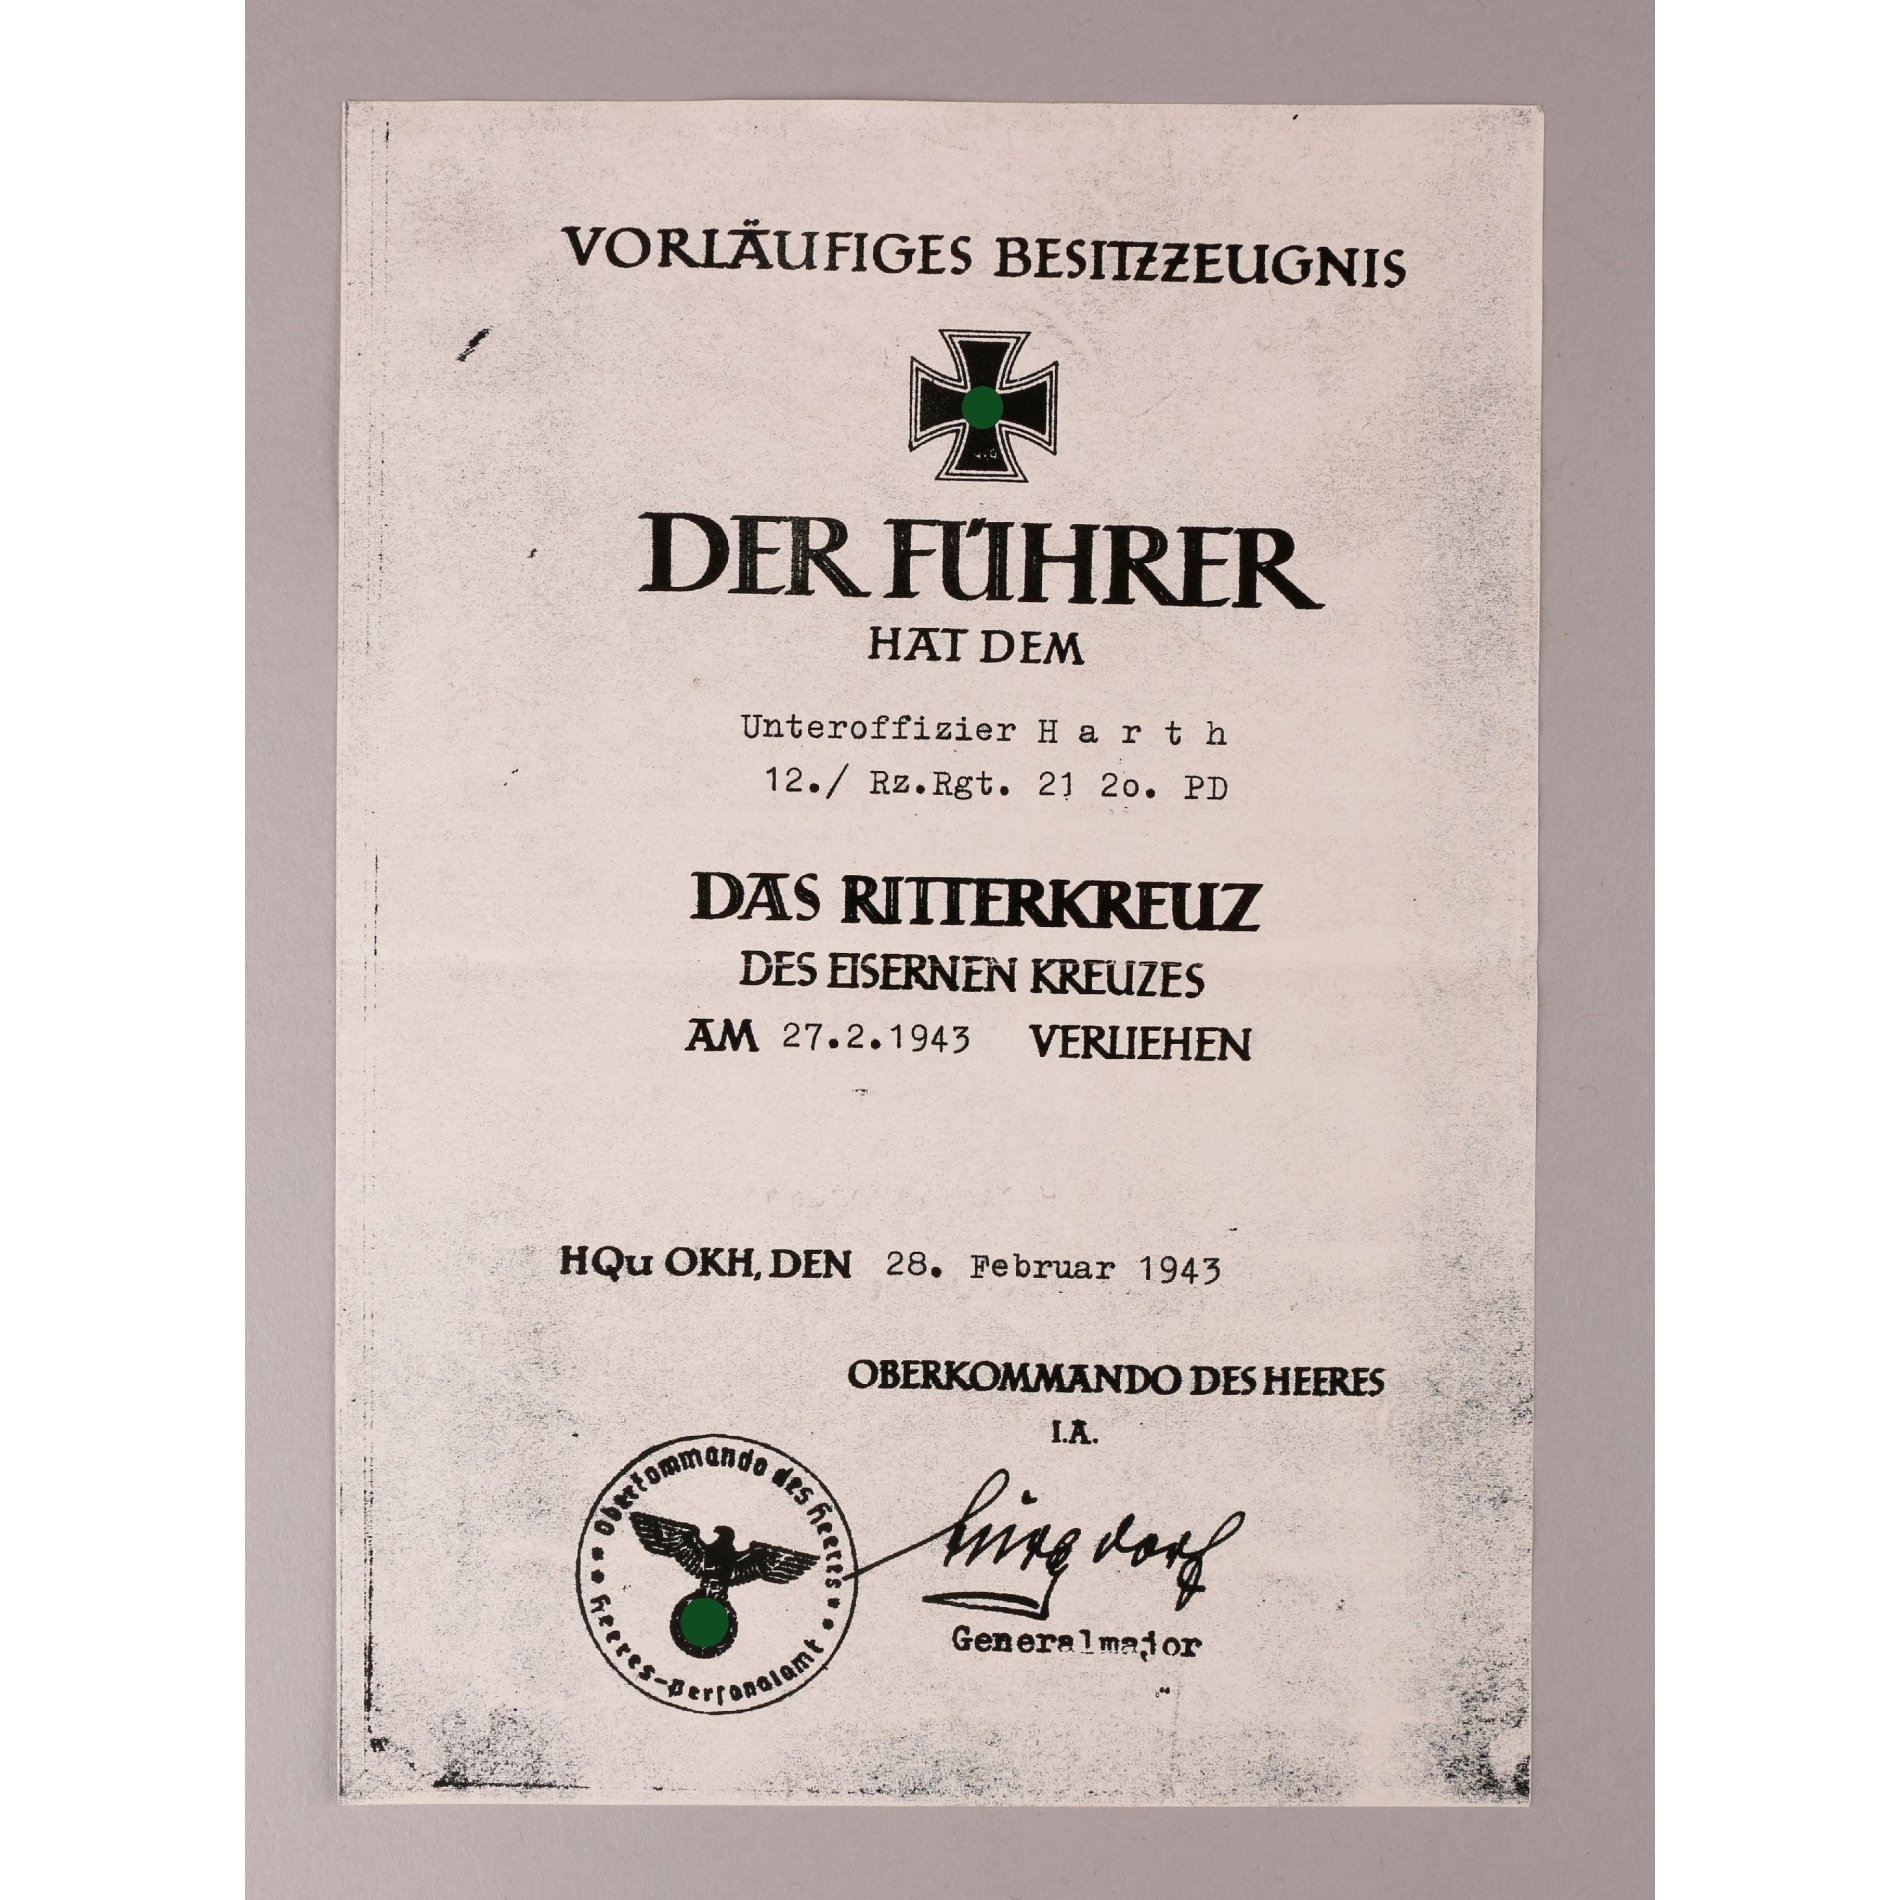 VORLÄUFIGES BESITZZEUGNIS
DER FÜHRER
HAT DEM
Unteroffizier H a r t h
12./ Rz.Rgt. 21 2o. PD
DAS RITTERKREUZ
DES EISERNEN KREUZES
AM 27.2.1943 VERLIEHEN
HQu OKH, DEN 28. Februar 1943
OBERKOMMANDO DES HEERES
I.A.
Oberkommando des Heeres
Heeres-Personalamt
Burgdorf
Generalmajor